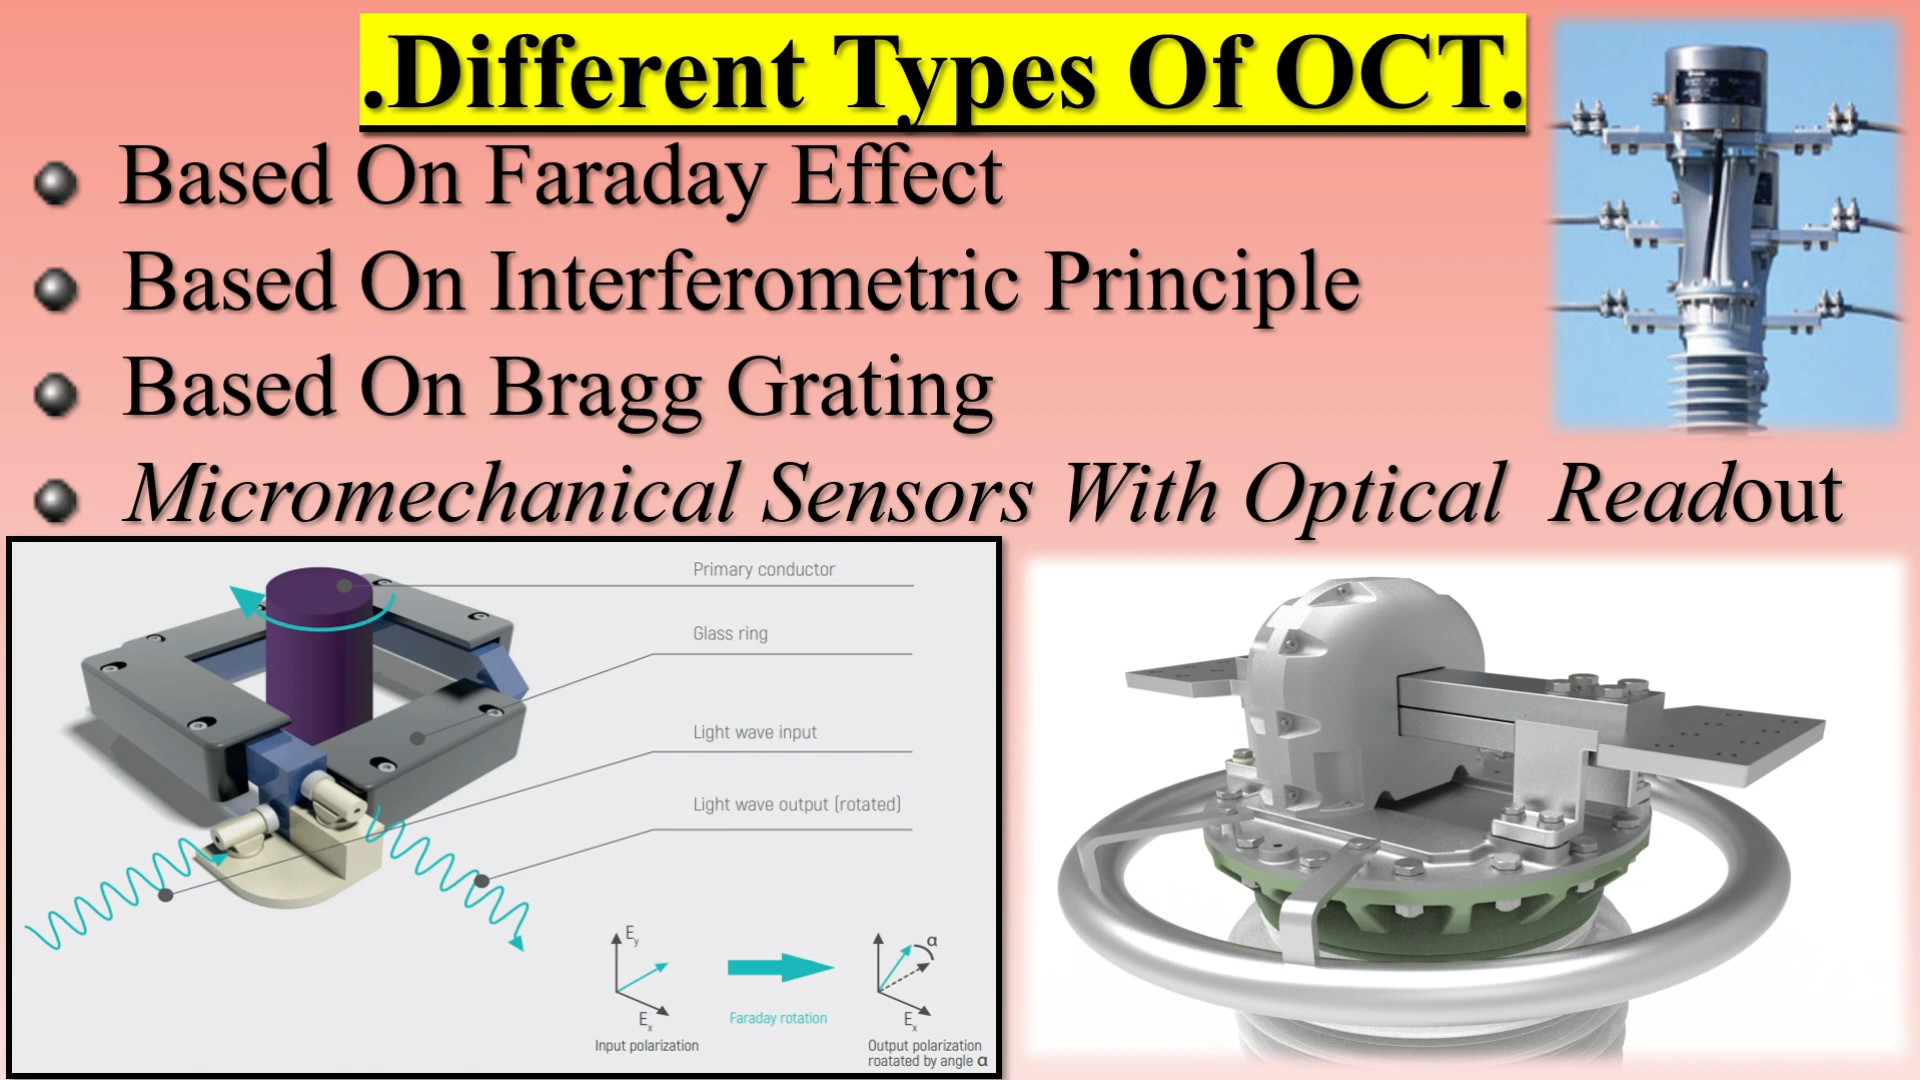 .Different Types Of OCT.
Based On Faraday Effect
Based On Interferometric Principle
Based On Bragg Grating
Micromechanical Sensors With Optical Readout
Primary conductor
Glass ring
Light wave input
Light wave output (rotated)
Ey
Ex
Input polarization
Faraday rotation
α
Ex
Output polarization
roatated by angle α